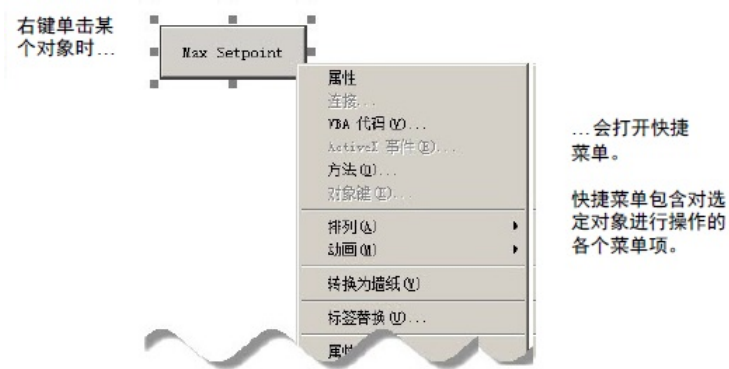 右键单击某
个对象时...
Max Setpoint
属性
连接...
VBA 代码(V)...
ActiveX 事件(E)...
方法(O)...
对象键(E)...
排列(A)
动画(M)
转换为墙纸(Y)
标签替换(U)...
属性
...会打开快捷
菜单。
快捷菜单包含对选
定对象进行操作的
各个菜单项。